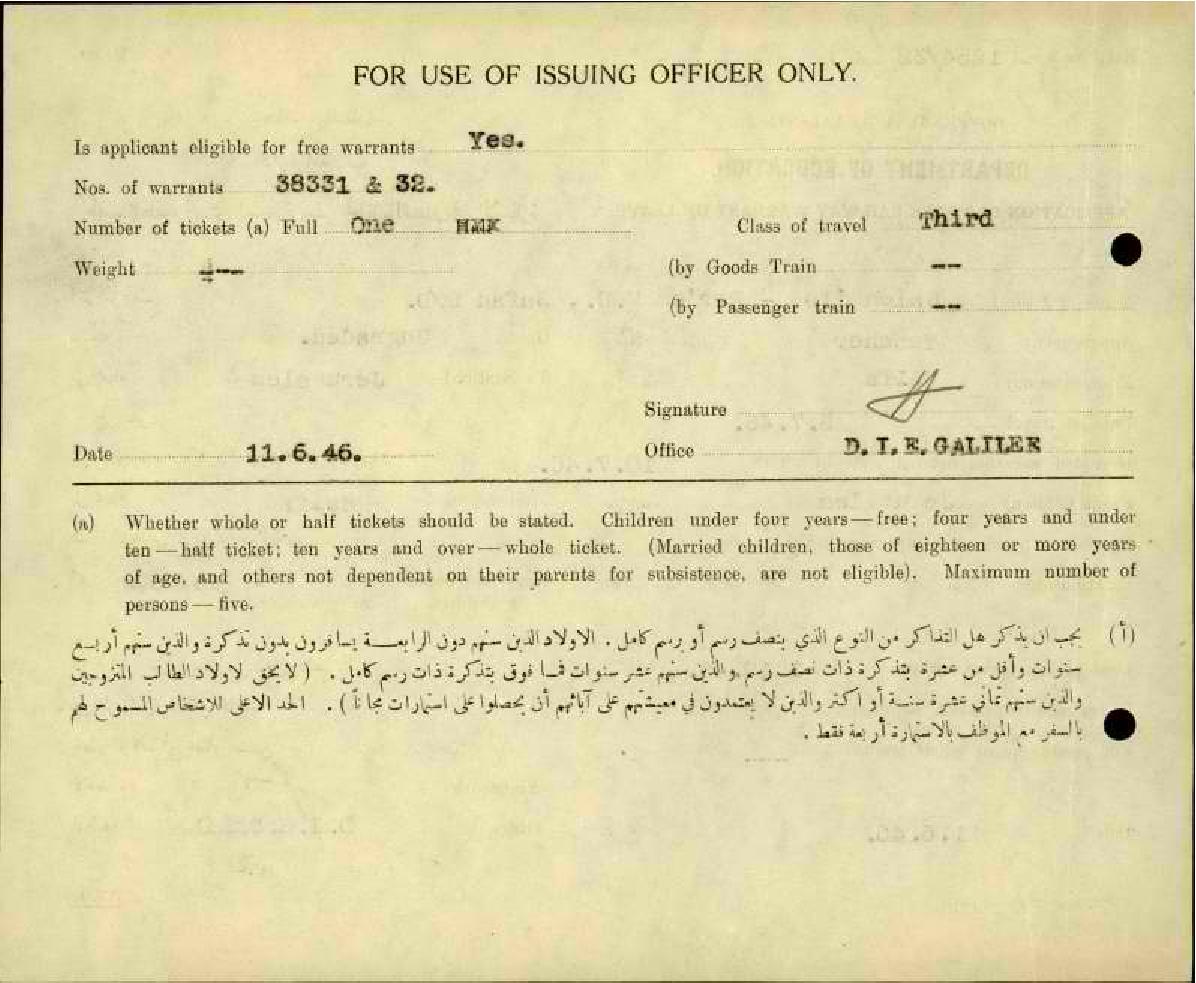 FOR USE OF ISSUING OFFICER ONLY.
Is applicant eligible for free warrants Yes.
Nos. of warrants 38331 & 32.
Number of tickets (a) Full One Class of travel Third
Weight (by Goods Train --
(by Passenger train --
Signature
Date 11.6.46. Office D.I.E.GALILEE
(a) Whether whole or half tickets should be stated. Children under four years — free; four years and under
ten — half ticket; ten years and over — whole ticket. (Married children, those of eighteen or more years
of age, and others not dependent on their parents for subsistence, are not eligible). Maximum number of
persons — five.
(أ) يجب ان يذكر هل التذاكر من النوع الذي بنصف رسم أو رسم كامل . الاولاد الذين سنهم دون الرابعة يسافرون بدون تذكرة والذين سنهم أربع
سنوات وأقل من عشرة بتذكرة ذات نصف رسم والذين سنهم عشر سنوات فما فوق بتذكرة ذات رسم كامل . ( لا يحق لاولاد الطالب المتزوجين
والذين سنهم ثماني عشرة سنة أو اكثر والذين لا يعتمدون في معيشتهم على آبائهم أن يحصلوا على استمارات مجاناً ) . الحد الاعلى للاشخاص المسموح لهم
بالسفر مع الموظف بالاستمارة أربعة فقط .